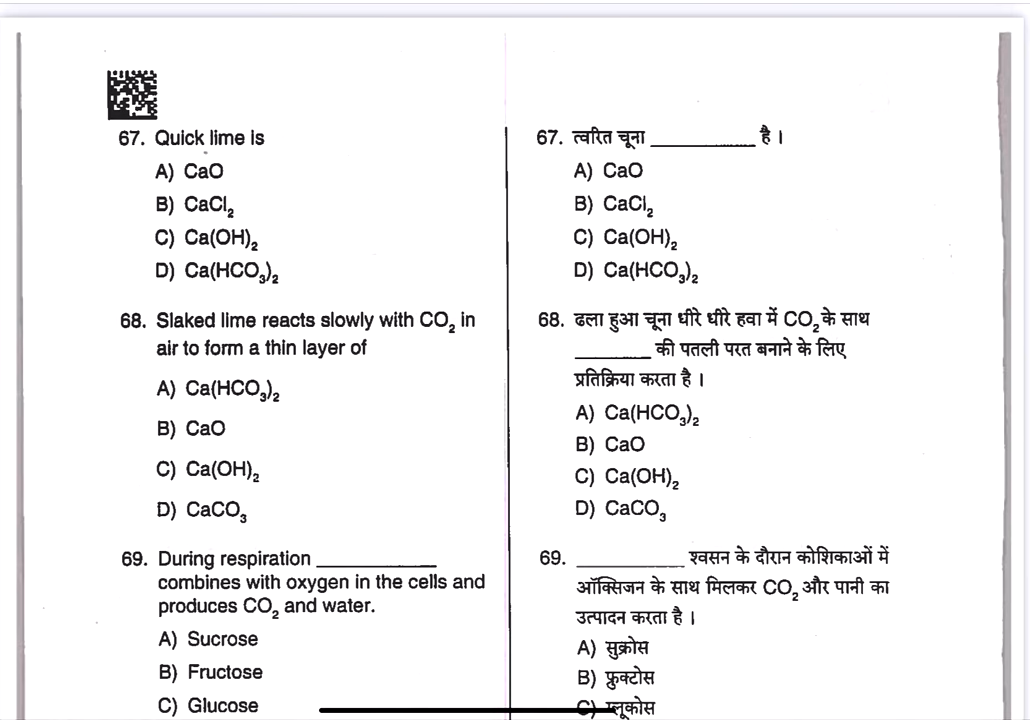 67. Quick lime is
A) CaO
B) CaCl₂
C) Ca(OH)₂
D) Ca(HCO₃)₂
68. Slaked lime reacts slowly with CO₂ in
air to form a thin layer of
A) Ca(HCO₃)₂
B) CaO
C) Ca(OH)₂
D) CaCO₃
69. During respiration ____________
combines with oxygen in the cells and
produces CO₂ and water.
A) Sucrose
B) Fructose
C) Glucose
67. त्वरित चूना ___________ है ।
A) CaO
B) CaCl₂
C) Ca(OH)₂
D) Ca(HCO₃)₂
68. ढला हुआ चूना धीरे धीरे हवा में CO₂ के साथ
________ की पतली परत बनाने के लिए
प्रतिक्रिया करता है ।
A) Ca(HCO₃)₂
B) CaO
C) Ca(OH)₂
D) CaCO₃
69. ___________ श्वसन के दौरान कोशिकाओं में
ऑक्सिजन के साथ मिलकर CO₂ और पानी का
उत्पादन करता है ।
A) सुक्रोस
B) फ्रुक्टोस
C) ग्लूकोस